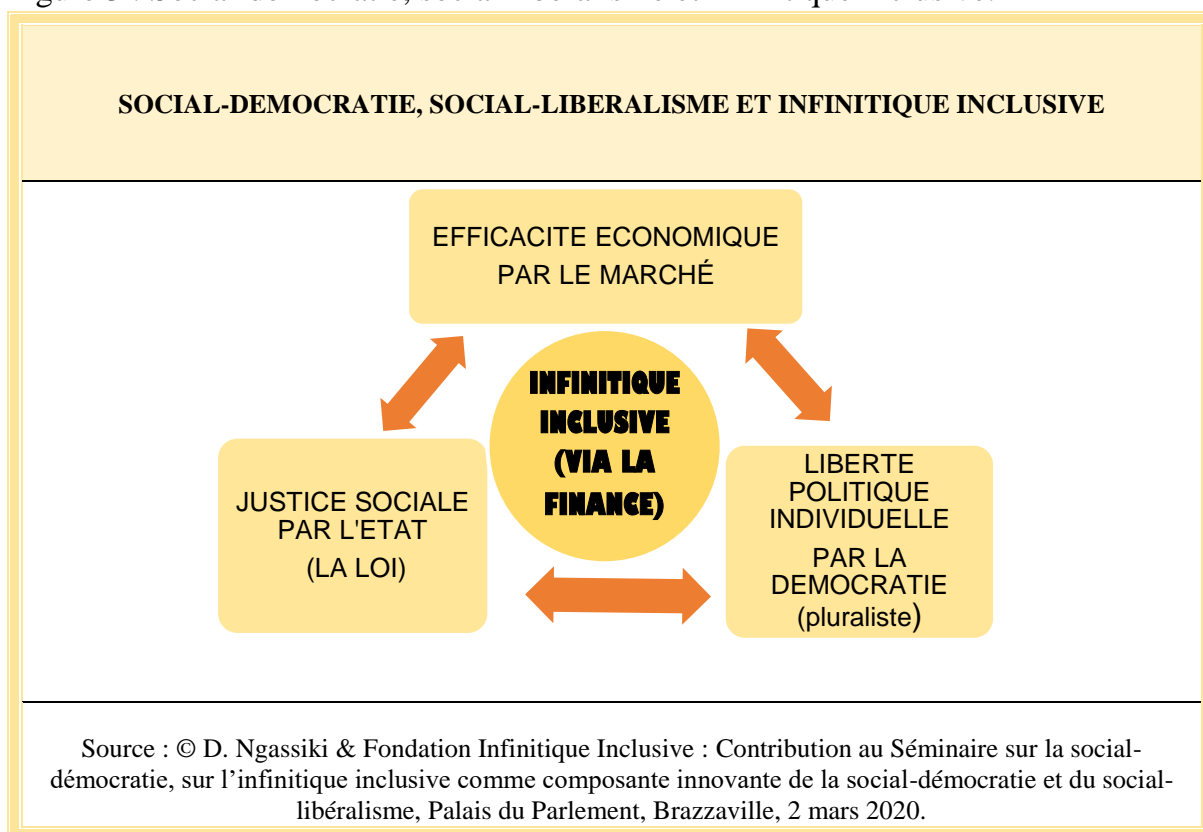 SOCIAL-DEMOCRATIE, SOCIAL-LIBERALISME ET INFINITIQUE INCLUSIVE
EFFICACITE ECONOMIQUE
PAR LE MARCHÉ
INFINITIQUE
INCLUSIVE
(VIA LA
FINANCE)
JUSTICE SOCIALE
PAR L'ETAT
(LA LOI)
LIBERTE
POLITIQUE
INDIVIDUELLE
PAR LA
DEMOCRATIE
(pluraliste)
Source : © D. Ngassiki & Fondation Infinitique Inclusive : Contribution au Séminaire sur la social-
démocratie, sur l’infinitique inclusive comme composante innovante de la social-démocratie et du social-
libéralisme, Palais du Parlement, Brazzaville, 2 mars 2020.